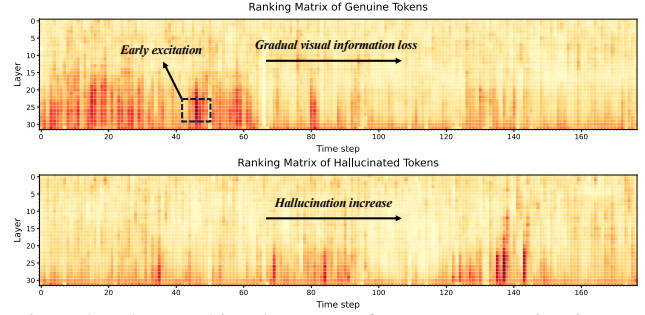 Ranking Matrix of Genuine Tokens
Early excitation
Gradual visual information loss
Layer
0
5
10
15
20
25
30
0 20 40 60 80 100 120 140 160
Time step
Ranking Matrix of Hallucinated Tokens
Hallucination increase
Layer
0
5
10
15
20
25
30
0 20 40 60 80 100 120 140 160
Time step